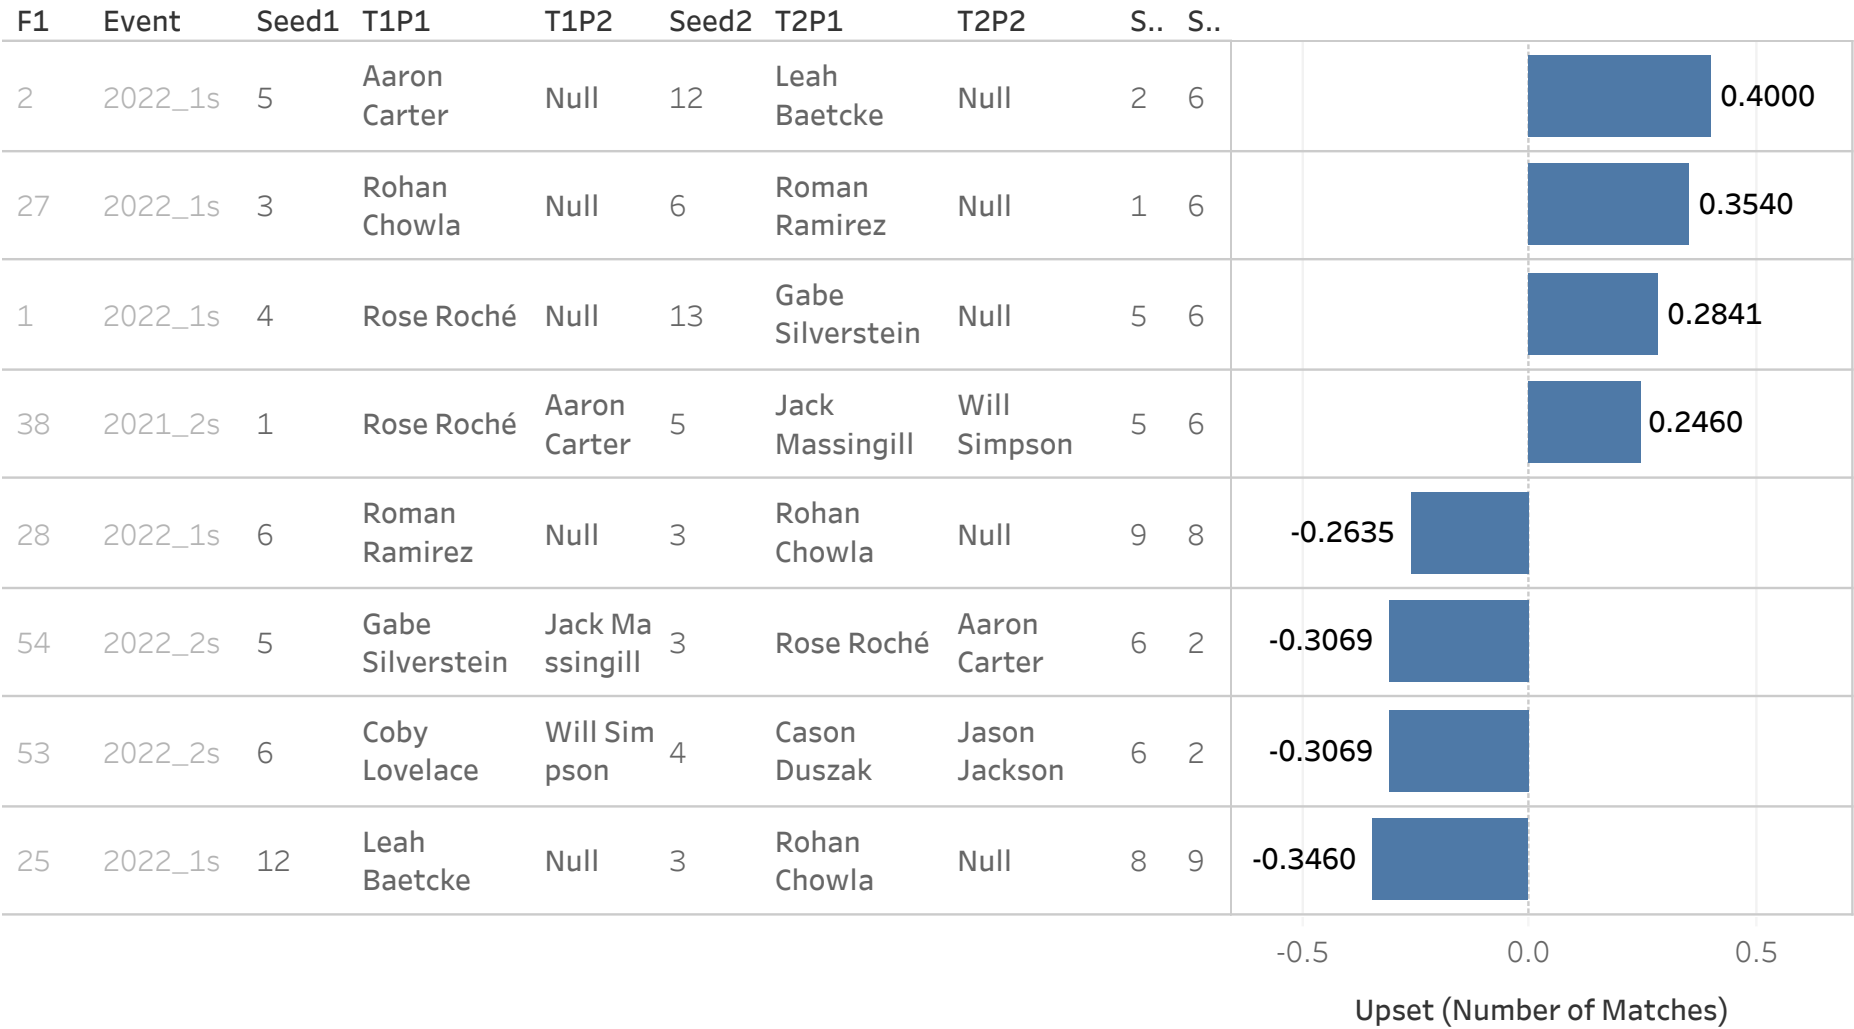 F1 Event Seed1 T1P1 T1P2 Seed2 T2P1 T2P2 S.. S..
2 2022_1s 5 Aaron Carter Null 12 Leah Baetcke Null 2 6 0.4000
27 2022_1s 3 Rohan Chowla Null 6 Roman Ramirez Null 1 6 0.3540
1 2022_1s 4 Rose Roché Null 13 Gabe Silverstein Null 5 6 0.2841
38 2021_2s 1 Rose Roché Aaron Carter 5 Jack Massingill Will Simpson 5 6 0.2460
28 2022_1s 6 Roman Ramirez Null 3 Rohan Chowla Null 9 8 -0.2635
54 2022_2s 5 Gabe Silverstein Jack Massingill 3 Rose Roché Aaron Carter 6 2 -0.3069
53 2022_2s 6 Coby Lovelace Will Simpson 4 Cason Duszak Jason Jackson 6 2 -0.3069
25 2022_1s 12 Leah Baetcke Null 3 Rohan Chowla Null 8 9 -0.3460
-0.5 0.0 0.5
Upset (Number of Matches)